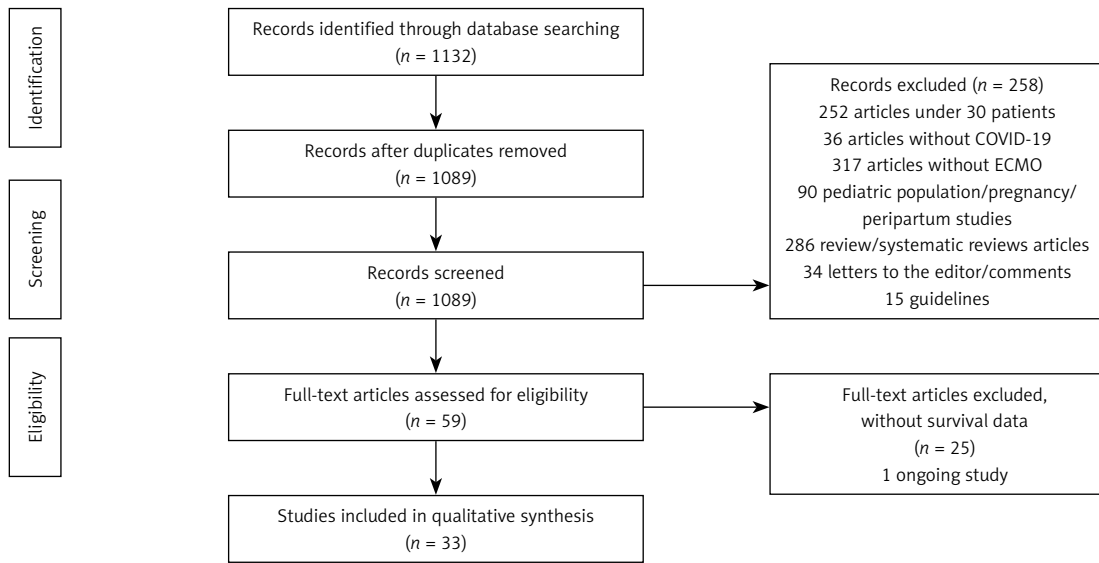 Identification
Records identified through database searching
(n = 1132)
Records after duplicates removed
(n = 1089)
Screening
Records screened
(n = 1089)
Records excluded (n = 258)
252 articles under 30 patients
36 articles without COVID-19
317 articles without ECMO
90 pediatric population/pregnancy/
peripartum studies
286 review/systematic reviews articles
34 letters to the editor/comments
15 guidelines
Eligibility
Full-text articles assessed for eligibility
(n = 59)
Full-text articles excluded,
without survival data
(n = 25)
1 ongoing study
Studies included in qualitative synthesis
(n = 33)